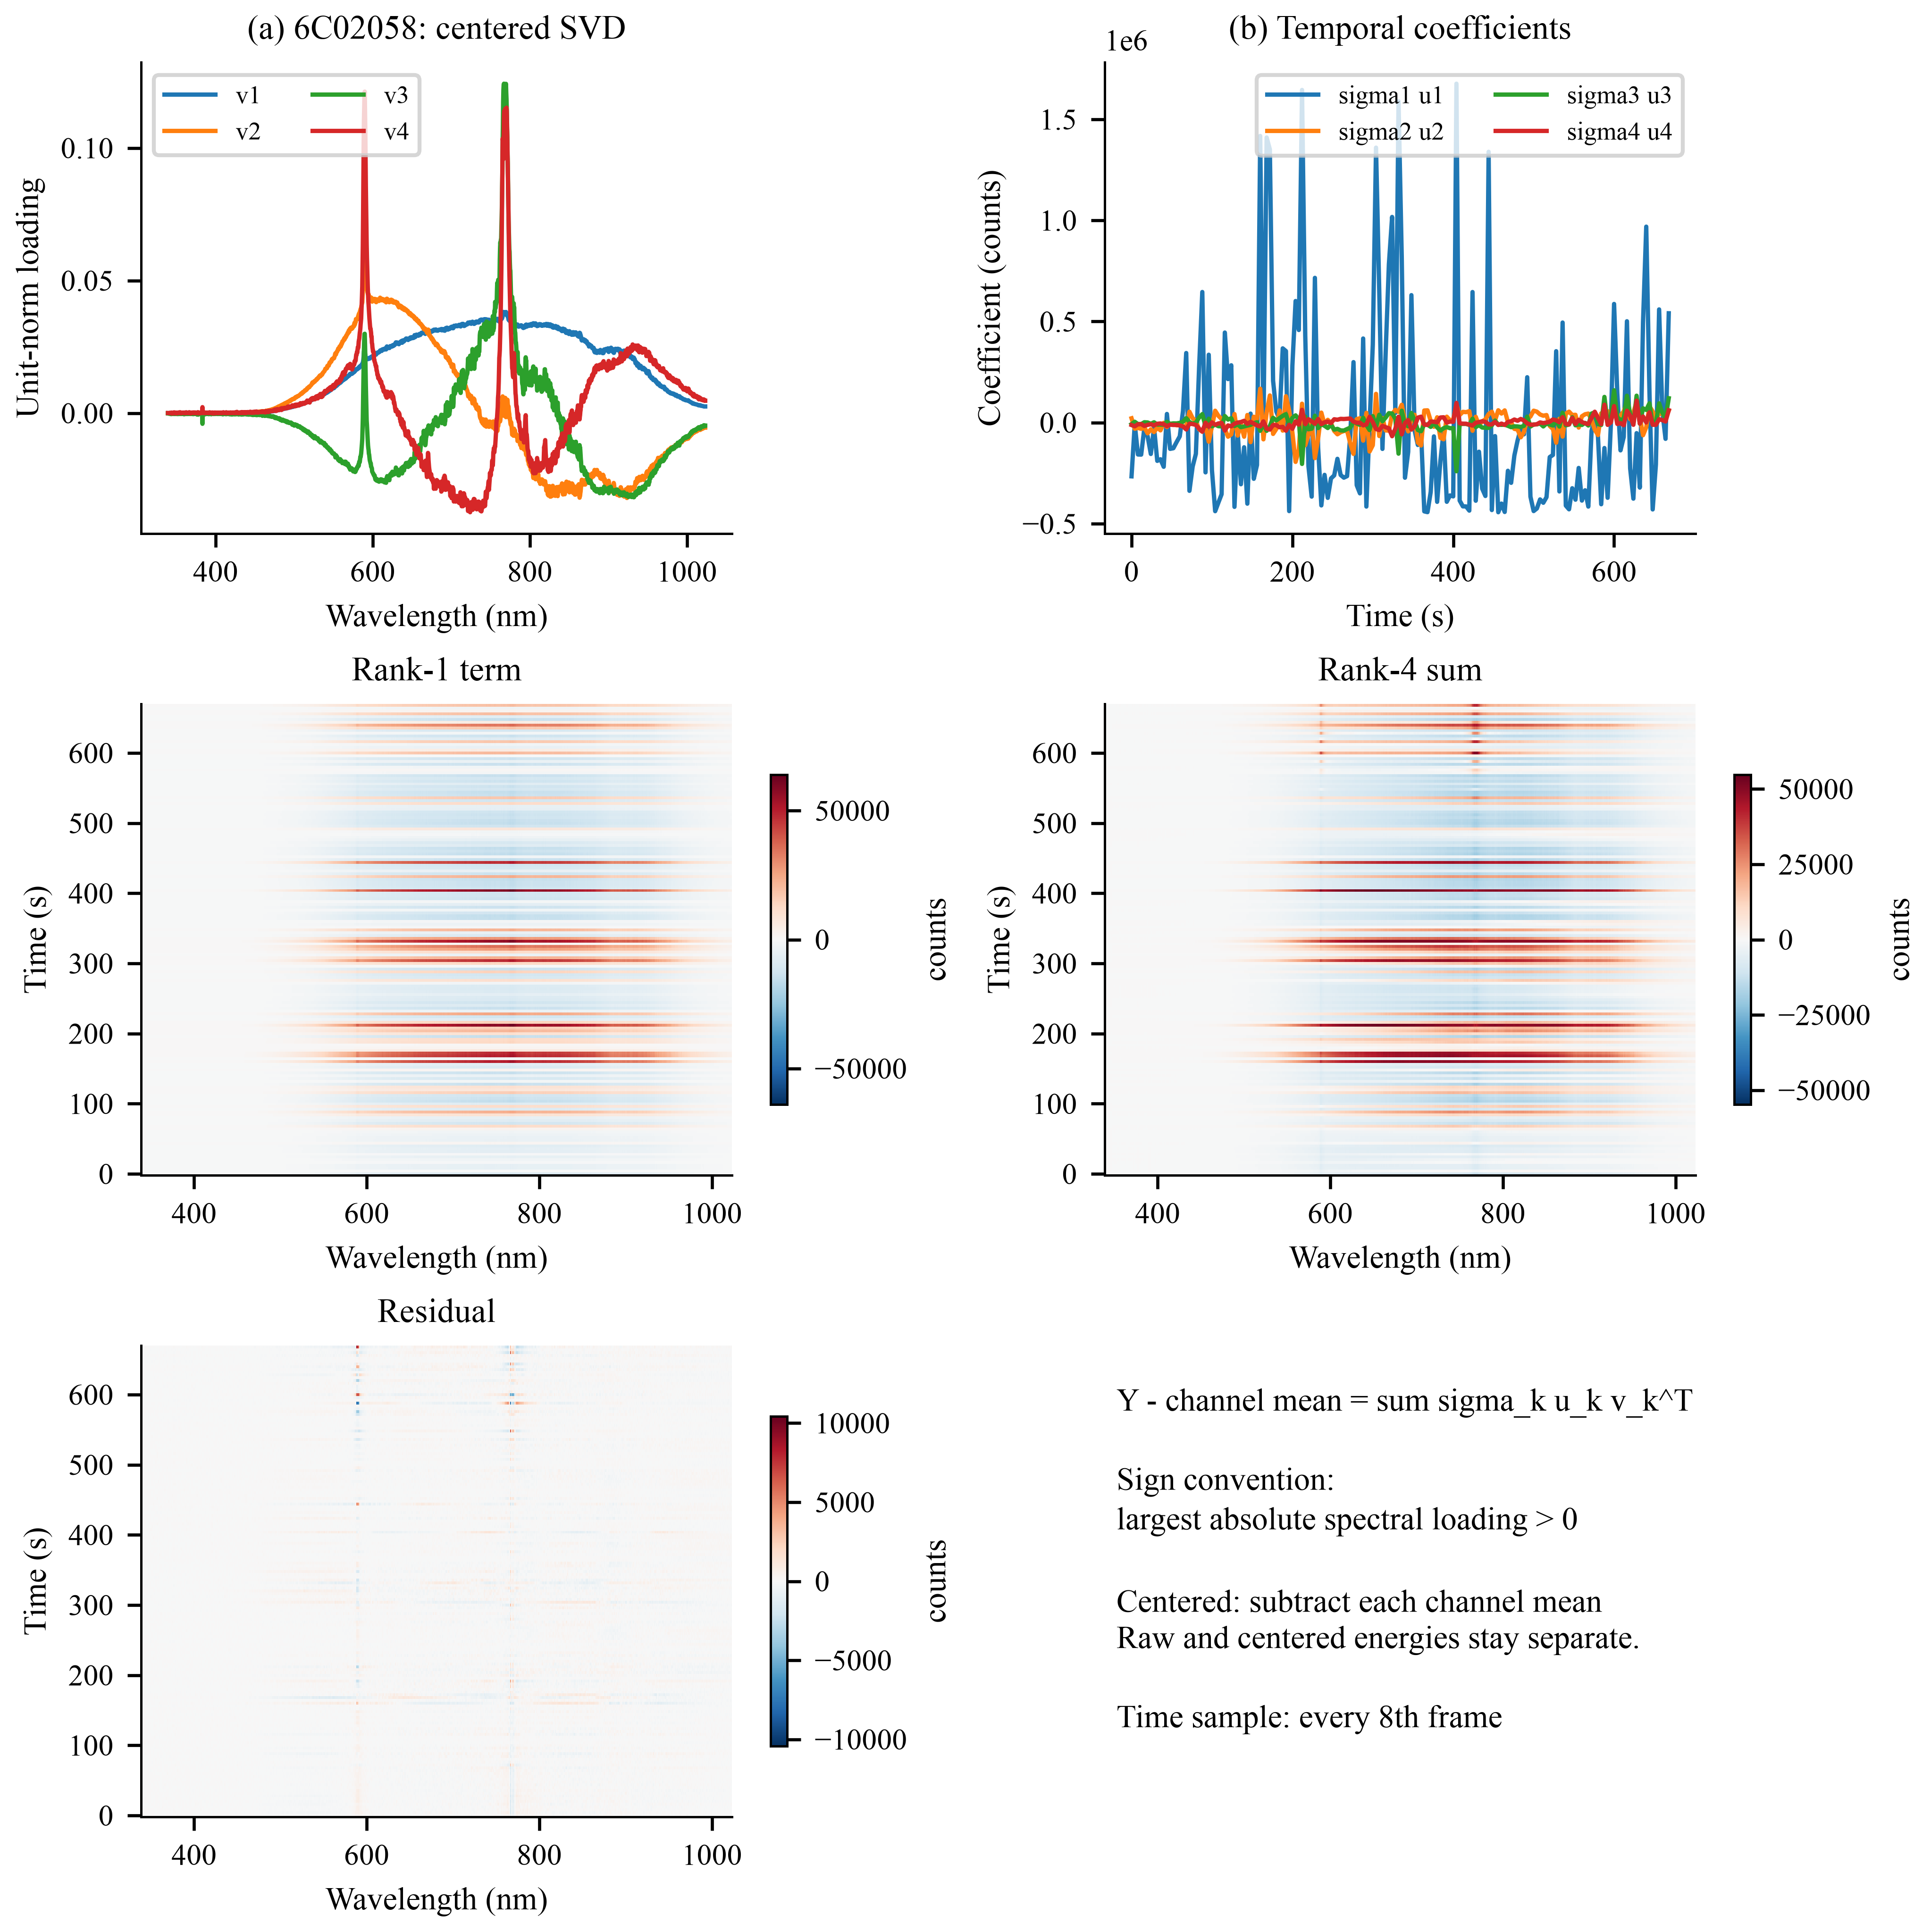 (a) 6C02058: centered SVD
v1
v2
v3
v4
0.10
0.05
0.00
Unit-norm loading
400
600
800
1000
Wavelength (nm)
(b) Temporal coefficients
1e6
sigma1 u1
sigma2 u2
sigma3 u3
sigma4 u4
1.5
1.0
0.5
0.0
−0.5
Coefficient (counts)
0
200
400
600
Time (s)
Rank-1 term
600
500
400
300
200
100
0
Time (s)
400
600
800
1000
Wavelength (nm)
50000
0
−50000
counts
Rank-4 sum
600
500
400
300
200
100
0
Time (s)
400
600
800
1000
Wavelength (nm)
50000
25000
0
−25000
−50000
counts
Residual
600
500
400
300
200
100
0
Time (s)
400
600
800
1000
Wavelength (nm)
10000
5000
0
−5000
−10000
counts
Y - channel mean = sum sigma_k u_k v_k^T
Sign convention:
largest absolute spectral loading > 0
Centered: subtract each channel mean
Raw and centered energies stay separate.
Time sample: every 8th frame